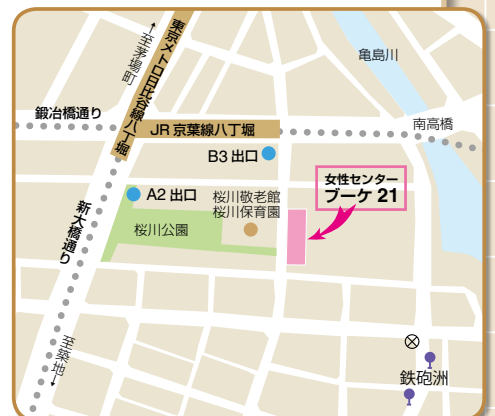 ←至茅場町
東京メトロ日比谷線八丁堀
亀島川
鍛冶橋通り
JR 京葉線八丁堀
南高橋
B3 出口
女性センター
ブーケ 21
A2 出口
桜川敬老館
桜川保育園
桜川公園
新大橋通り
至築地→
鉄砲洲